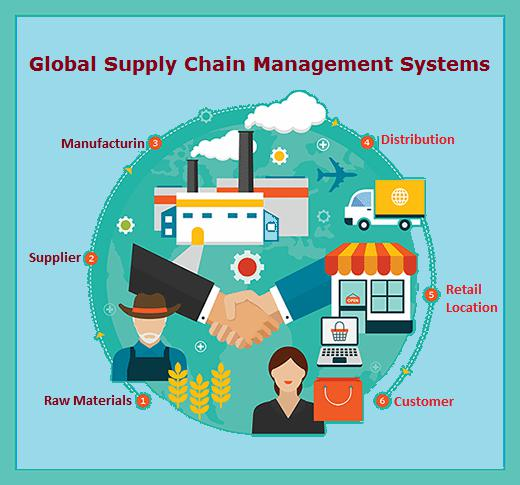 Global Supply Chain Management Systems
Manufacturin 3
4 Distribution
Supplier 2
OPEN
5 Retail
Location
Raw Materials 1
6 Customer